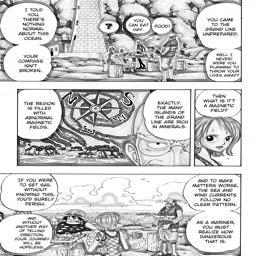 YOU CAME
TO THE
GRAND LINE
UNPREPARED.
WELL, I
NEVER!
WERE YOU
PLANNING TO
THROW YOUR
LIVES AWAY?
FOOD!
YOU
CAN EAT
WAY
I TOLD
YOU,
THERE'S
NOTHING
NORMAL
ABOUT THIS
OCEAN.
YOUR
COMPASS
ISN'T
BROKEN.
THEN
WHAT IS IT?
A MAGNETIC
FIELD?
EXACTLY.
THE MANY
ISLANDS OF
THE GRAND
LINE ARE
RICH IN
MINERALS.
THE REGION
IS FILLED
WITH
ABNORMAL
MAGNETIC
FIELDS.
AND TO MAKE
MATTERS WORSE,
THE SEA AND
WIND CURRENTS
FOLLOW NO
CLEAR PATTERN.
AS A MARINER,
YOU MUST
REALIZE HOW
DANGEROUS
THAT IS.
IF YOU WERE
TO SET SAIL
WITHOUT
KNOWING THIS,
YOU'D SURELY
PERISH.
AND
WITHOUT
ANOTHER WAY
OF TELLING
DIRECTION,
YOUR JOURNEY
WILL BE
HOPELESS.